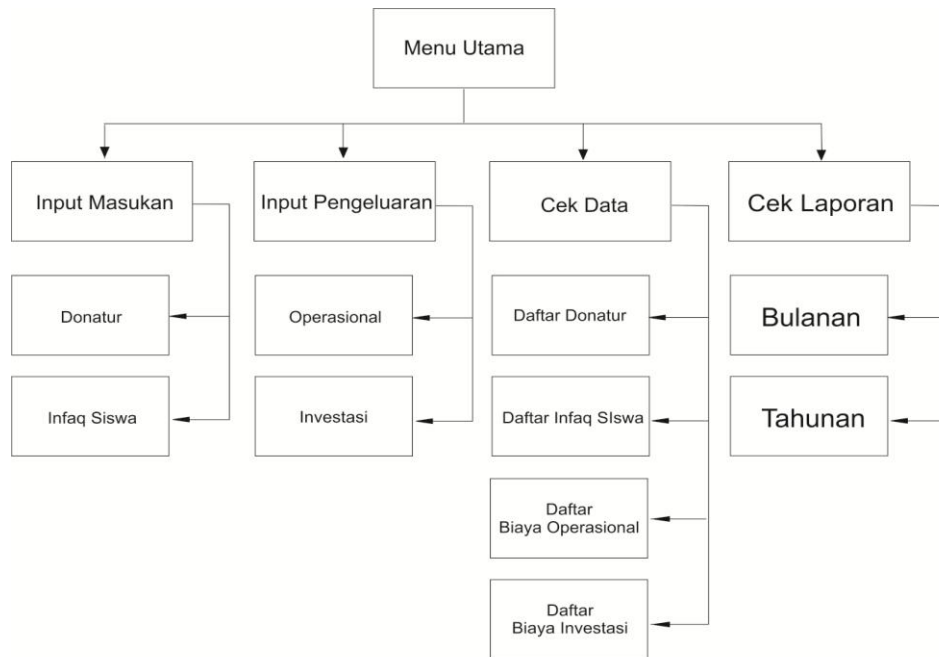 Menu Utama
Input Masukan
Input Pengeluaran
Cek Data
Cek Laporan
Donatur
Operasional
Daftar Donatur
Bulanan
Infaq Siswa
Investasi
Daftar Infaq SIswa
Tahunan
Daftar
Biaya Operasional
Daftar
Biaya Investasi